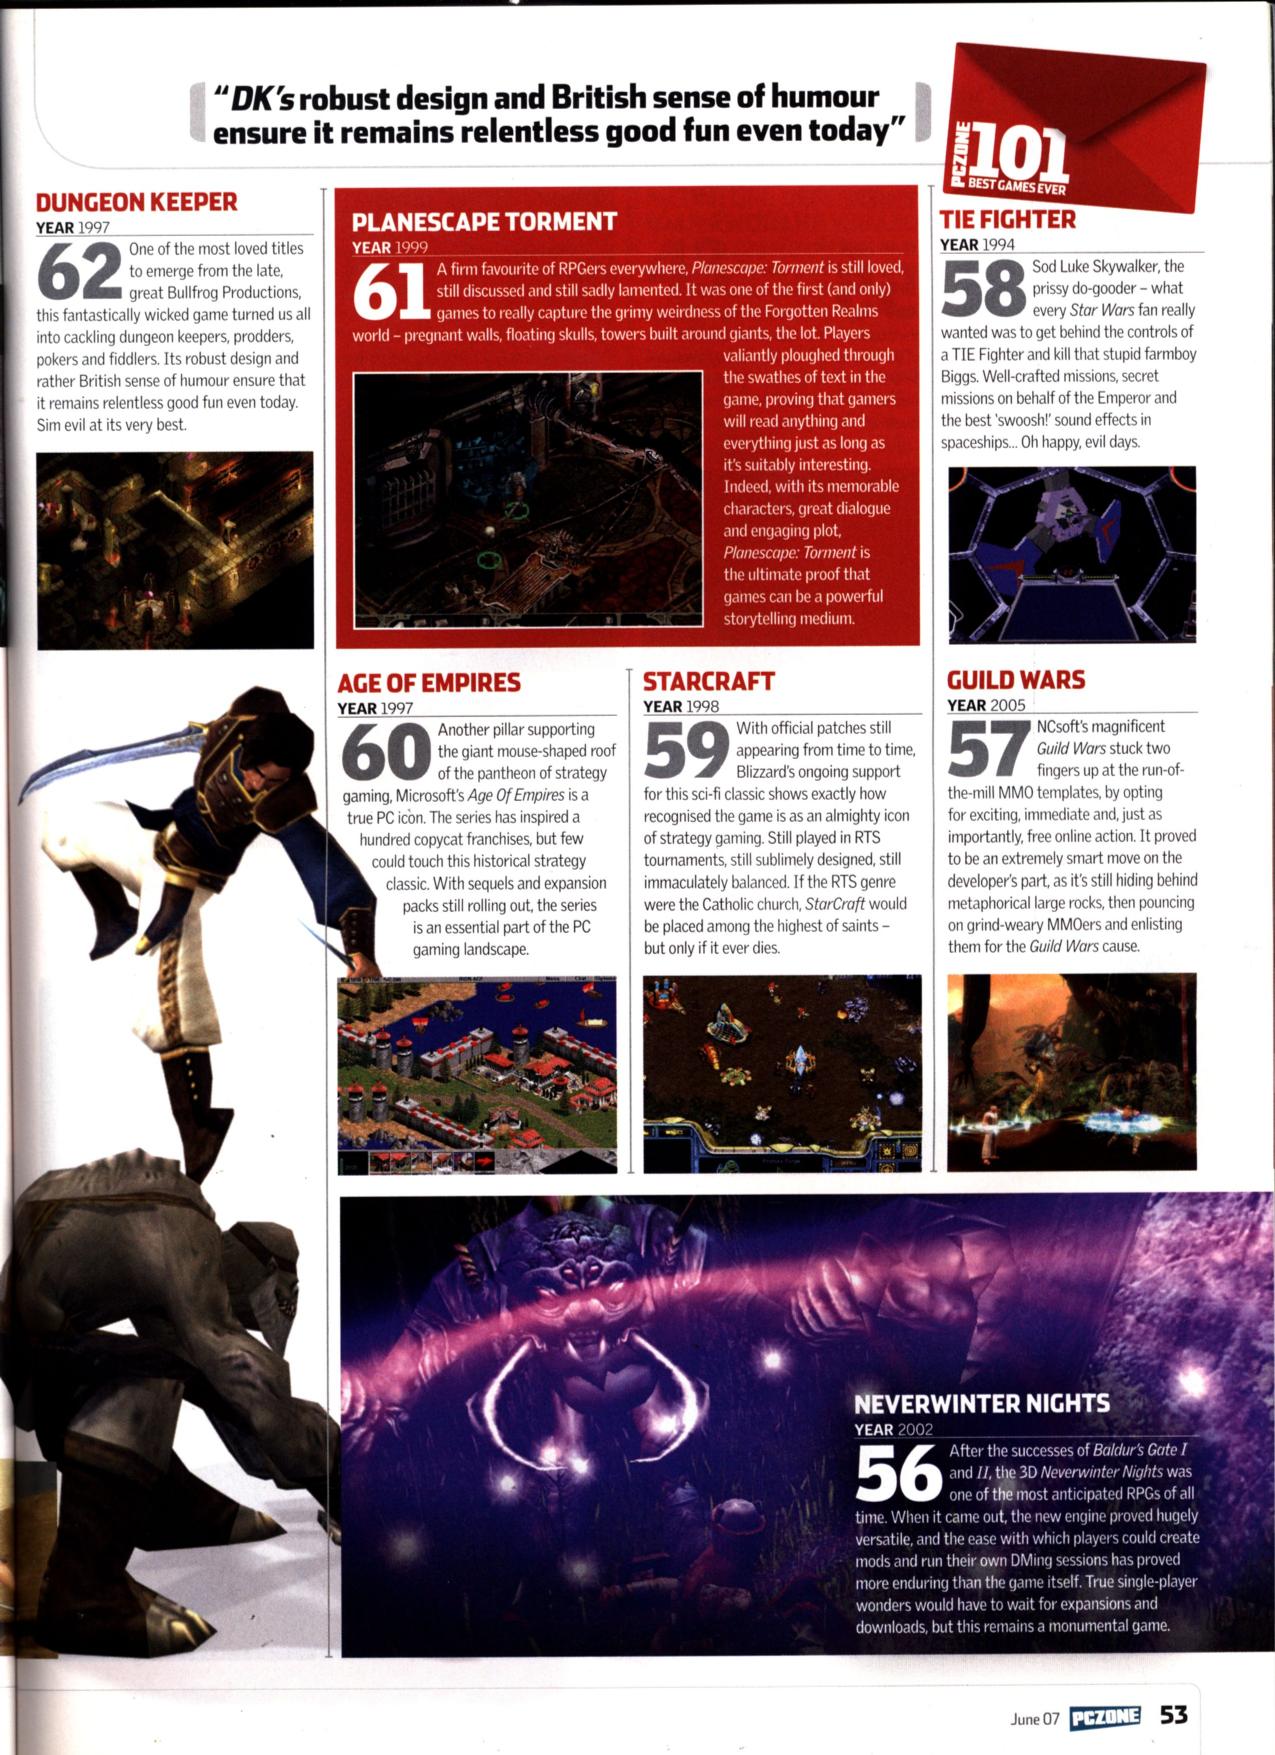 "DK's robust design and British sense of humour
ensure it remains relentless good fun even today"
PCZONE
101
BEST GAMES EVER
DUNGEON KEEPER
YEAR 1997
62
One of the most loved titles
to emerge from the late,
great Bullfrog Productions,
this fantastically wicked game turned us all
into cackling dungeon keepers, prodders,
pokers and fiddlers. Its robust design and
rather British sense of humour ensure that
it remains relentless good fun even today.
Sim evil at its very best.
PLANESCAPE TORMENT
YEAR 1999
61
A firm favourite of RPGers everywhere, Planescape: Torment is still loved,
still discussed and still sadly lamented. It was one of the first (and only)
games to really capture the grimy weirdness of the Forgotten Realms
world – pregnant walls, floating skulls, towers built around giants, the lot. Players
valiantly ploughed through
the swathes of text in the
game, proving that gamers
will read anything and
everything just as long as
it's suitably interesting.
Indeed, with its memorable
characters, great dialogue
and engaging plot,
Planescape: Torment is
the ultimate proof that
games can be a powerful
storytelling medium.
TIE FIGHTER
YEAR 1994
58
Sod Luke Skywalker, the
prissy do-gooder – what
every Star Wars fan really
wanted was to get behind the controls of
a TIE Fighter and kill that stupid farmboy
Biggs. Well-crafted missions, secret
missions on behalf of the Emperor and
the best 'swoosh!' sound effects in
spaceships... Oh happy, evil days.
AGE OF EMPIRES
YEAR 1997
60
Another pillar supporting
the giant mouse-shaped roof
of the pantheon of strategy
gaming, Microsoft's Age Of Empires is a
true PC icon. The series has inspired a
hundred copycat franchises, but few
could touch this historical strategy
classic. With sequels and expansion
packs still rolling out, the series
is an essential part of the PC
gaming landscape.
STARCRAFT
YEAR 1998
59
With official patches still
appearing from time to time,
Blizzard's ongoing support
for this sci-fi classic shows exactly how
recognised the game is as an almighty icon
of strategy gaming. Still played in RTS
tournaments, still sublimely designed, still
immaculately balanced. If the RTS genre
were the Catholic church, StarCraft would
be placed among the highest of saints –
but only if it ever dies.
GUILD WARS
YEAR 2005
57
NCsoft's magnificent
Guild Wars stuck two
fingers up at the run-of-
the-mill MMO templates, by opting
for exciting, immediate and, just as
importantly, free online action. It proved
to be an extremely smart move on the
developer's part, as it's still hiding behind
metaphorical large rocks, then pouncing
on grind-weary MMOers and enlisting
them for the Guild Wars cause.
NEVERWINTER NIGHTS
YEAR 2002
56
After the successes of Baldur's Gate I
and II, the 3D Neverwinter Nights was
one of the most anticipated RPGs of all
time. When it came out, the new engine proved hugely
versatile, and the ease with which players could create
mods and run their own DMing sessions has proved
more enduring than the game itself. True single-player
wonders would have to wait for expansions and
downloads, but this remains a monumental game.
June 07 PCZONE 53